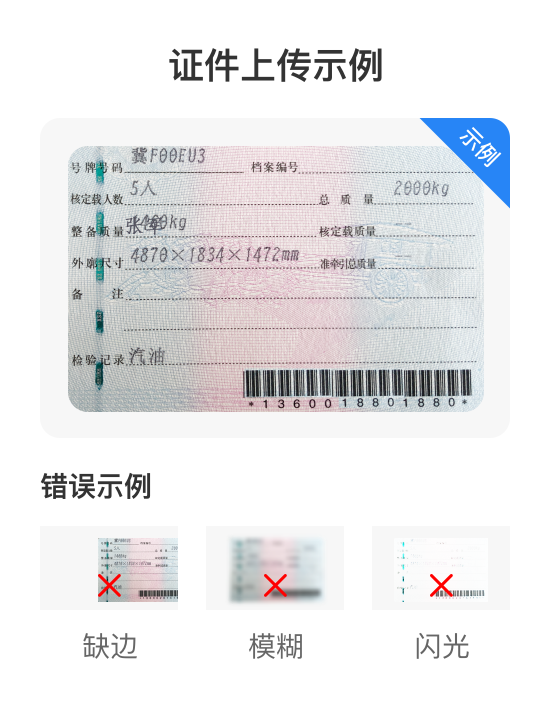 证件上传示例
示例
号牌号码 冀F00EU3 档案编号
核定载人数 5人 总质量 2000kg
整备质量 核定载质量 --
外廓尺寸 4870×1834×1472mm 准牵引总质量 --
备注
检验记录 汽油
*1360018801880*
错误示例
缺边
模糊
闪光